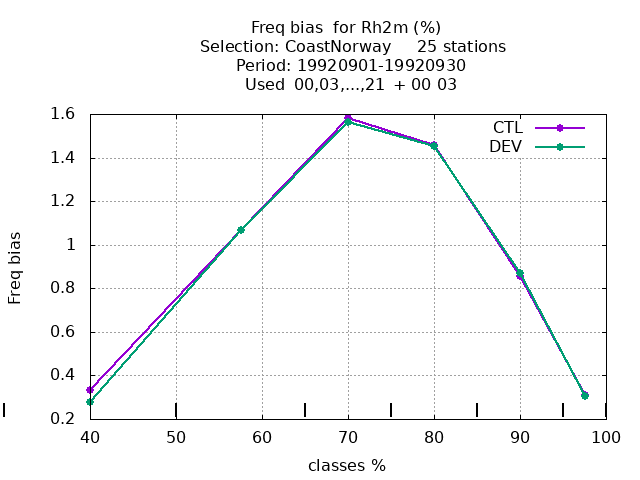 Freq bias  for Rh2m (%)
Selection: CoastNorway     25 stations
Period: 19920901-19920930
Used  00,03,...,21  + 00 03
CTL
DEV
Freq bias
1.6
1.4
1.2
1
0.8
0.6
0.4
0.2
40 50 60 70 80 90 100
classes %